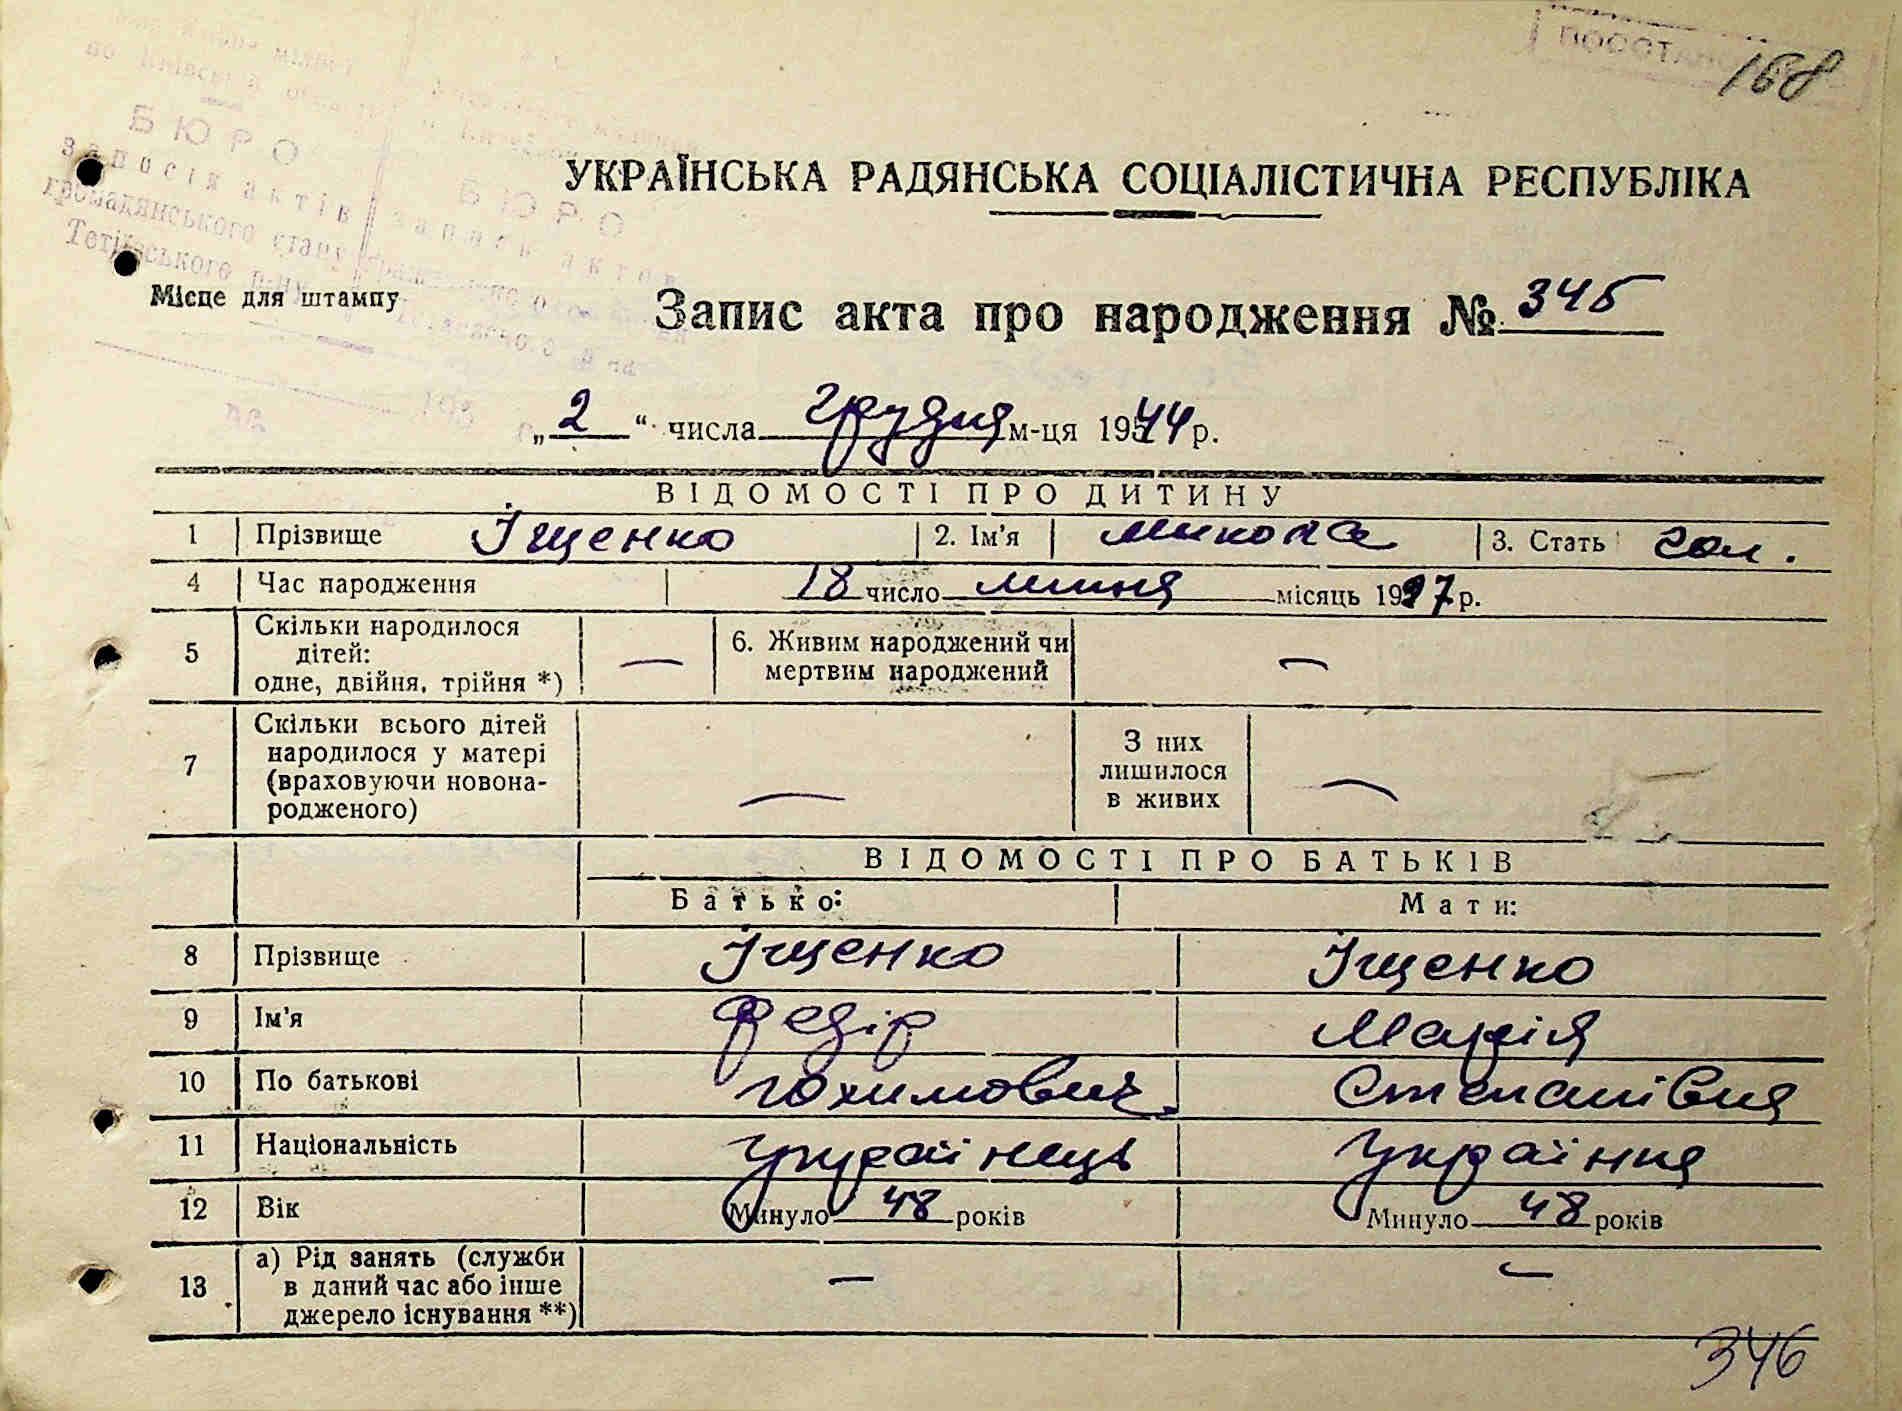 168
БЮРО
записів актів
громадянського стану
Тетіївського р-ну
БЮРО
УКРАЇНСЬКА РАДЯНСЬКА СОЦІАЛІСТИЧНА РЕСПУБЛІКА
Місце для штампу
Запис акта про народження № 345
„ 2 “ числа грудня м-ця 1944 р.
ВІДОМОСТІ ПРО ДИТИНУ
1 Прізвище Іщенко 2. Ім'я Микола 3. Стать чол.
4 Час народження 18 число липня місяць 1927 р.
5 Скільки народилося дітей: одне, двійня, трійня *) — 6. Живим народжений чи мертвим народжений —
7 Скільки всього дітей народилося у матері (враховуючи новонародженого) — З них лишилося в живих —
ВІДОМОСТІ ПРО БАТЬКІВ
Батько: Мати:
8 Прізвище Іщенко Іщенко
9 Ім'я Федір Марія
10 По батькові Юхимович Степанівна
11 Національність Українець Українка
12 Вік Минуло 48 років Минуло 48 років
13 а) Рід занять (служби в даний час або інше джерело існування **) — —
346